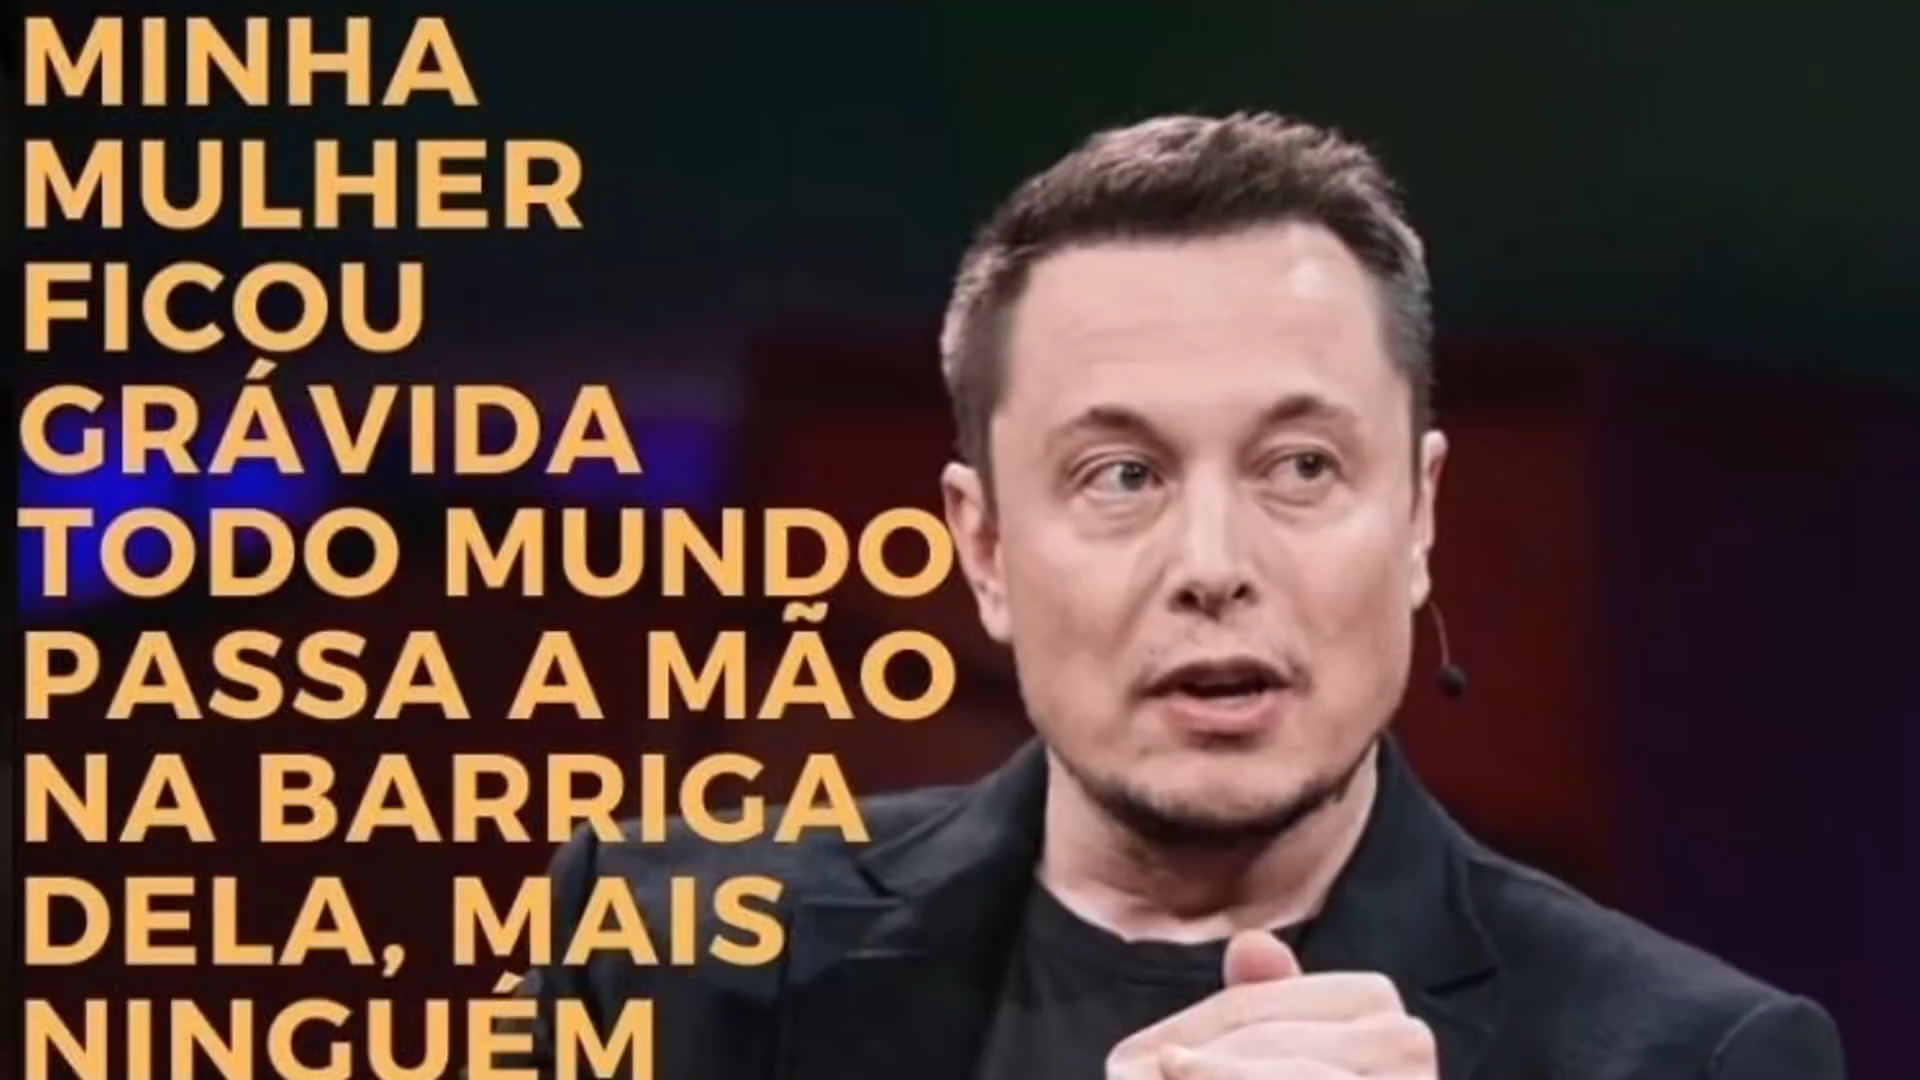 MINHA
MULHER
FICOU
GRÁVIDA
TODO MUNDO
PASSA A MÃO
NA BARRIGA
DELA, MAIS
NINGUÉM